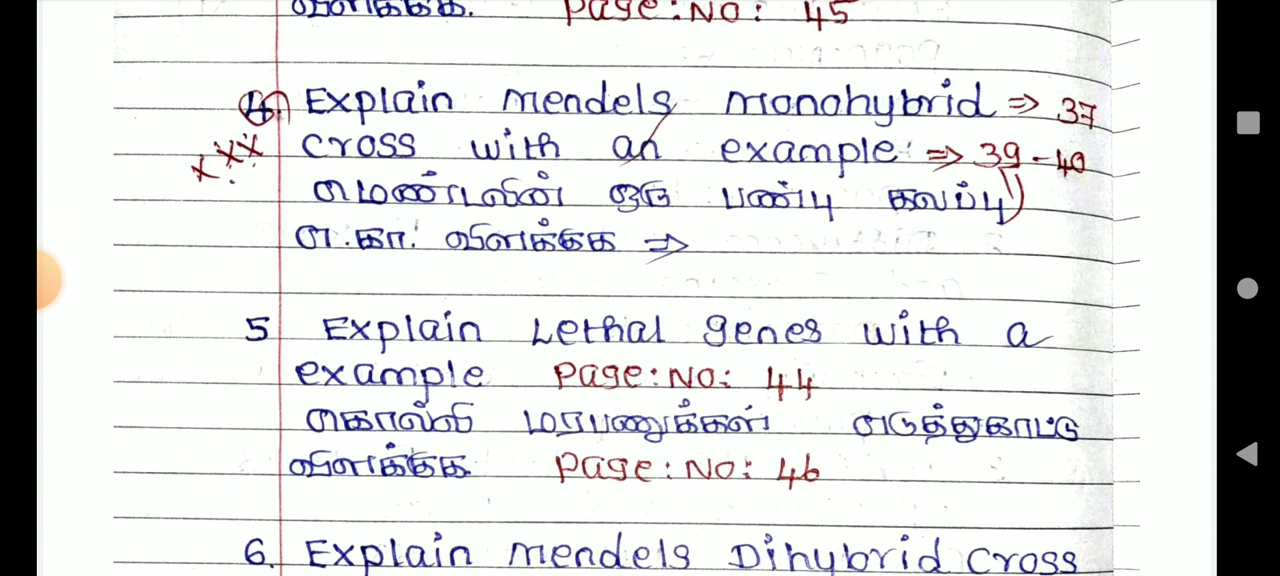 விளக்குக. Page:No: 45
4. Explain mendels monohybrid ⇒ 37
xxx cross with an example: ⇒ 39-40
மெண்டலின் ஒரு பண்பு கலப்பு
எ.கா. விளக்குக ⇒
5 Explain Lethal genes with a
example Page:No: 44
கொல்லி மரபணுக்கள் எடுத்துகாட்டு
விளக்குக. Page:No: 46
6. Explain mendels Dihybrid cross